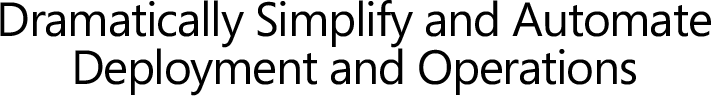 Dramatically Simplify and Automate
Deployment and Operations